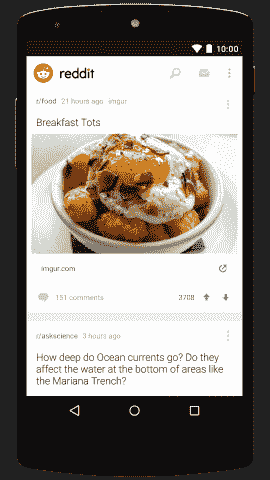 10:00
reddit
r/food 21 hours ago imgur
Breakfast Tots
imgur.com
151 comments 3708
r/askscience 3 hours ago
How deep do Ocean currents go? Do they
affect the water at the bottom of areas like
the Mariana Trench?